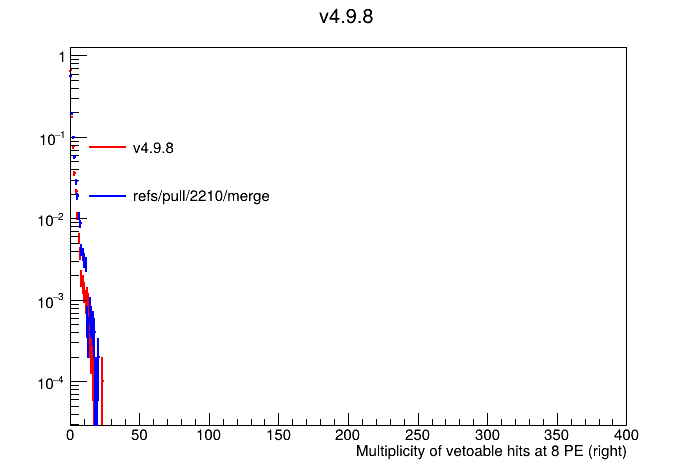 v4.9.8
1
10⁻¹
v4.9.8
refs/pull/2210/merge
10⁻²
10⁻³
10⁻⁴
0 50 100 150 200 250 300 350 400
Multiplicity of vetoable hits at 8 PE (right)